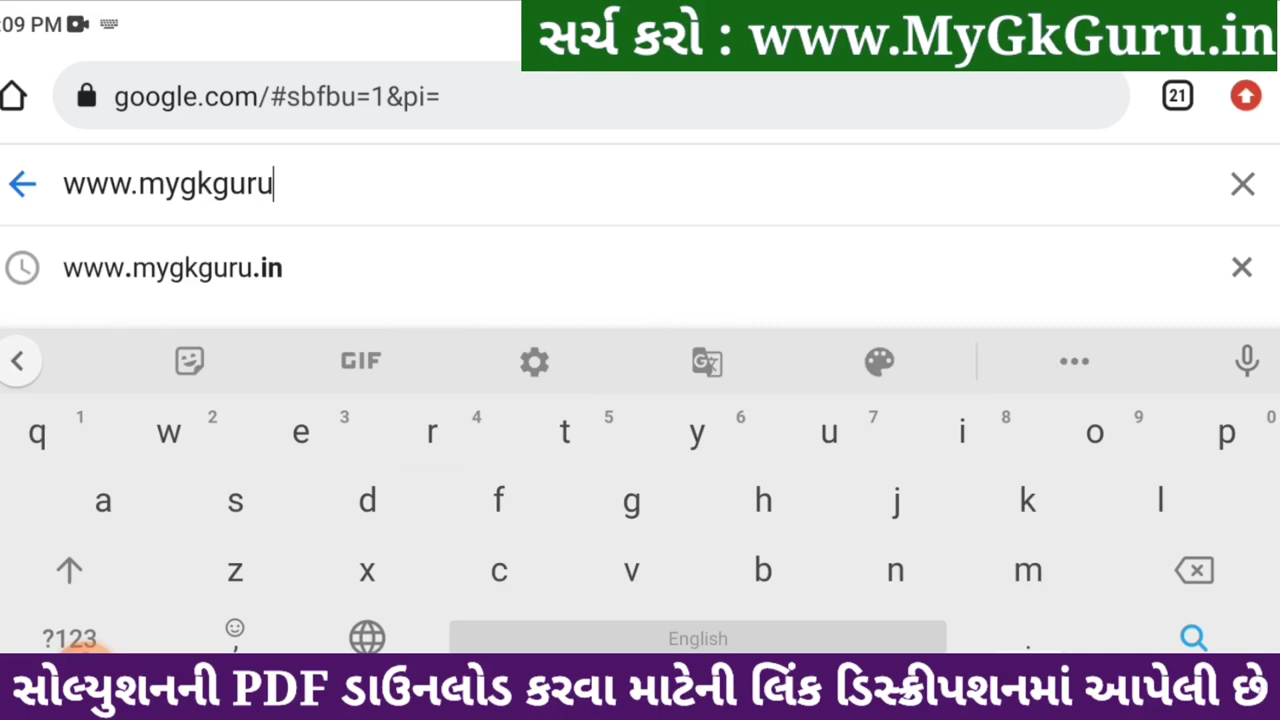 :09 PM
સર્ચ કરો : www.MyGkGuru.in
google.com/#sbfbu=1&pi=
21
www.mygkguru
www.mygkguru.in
GIF
q 1 w 2 e 3 r 4 t 5 y 6 u 7 i 8 o 9 p 0
a s d f g h j k l
z x c v b n m
?123 , English .
સોલ્યુશનની PDF ડાઉનલોડ કરવા માટેની લિંક ડિસ્ક્રીપશનમાં આપેલી છે